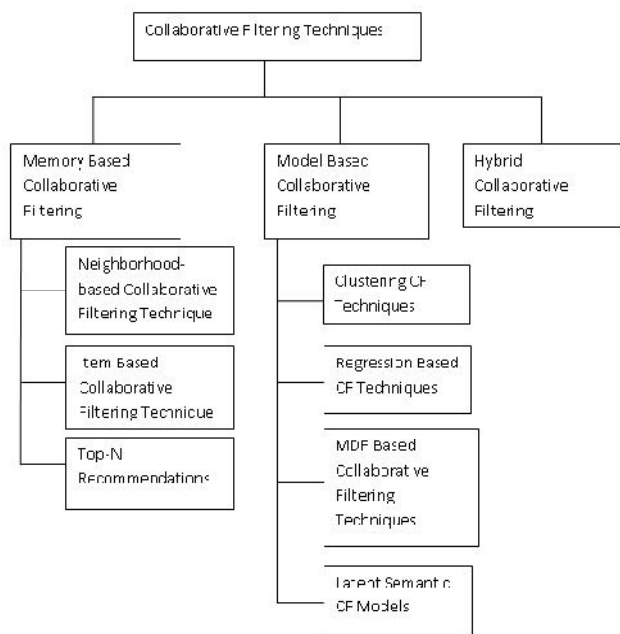 Collaborative Filtering Techniques
Memory Based
Collaborative
Filtering
Model Based
Collaborative
Filtering
Hybrid
Collaborative
Filtering
Neighborhood-
based Collaborative
Filtering Technique
Item Based
Collaborative
Filtering Technique
Top-N
Recommendations
Clustering CF
Techniques
Regression Based
CF Techniques
MDF Based
Collaborative
Filtering
Techniques
Latent Semantic
CF Models